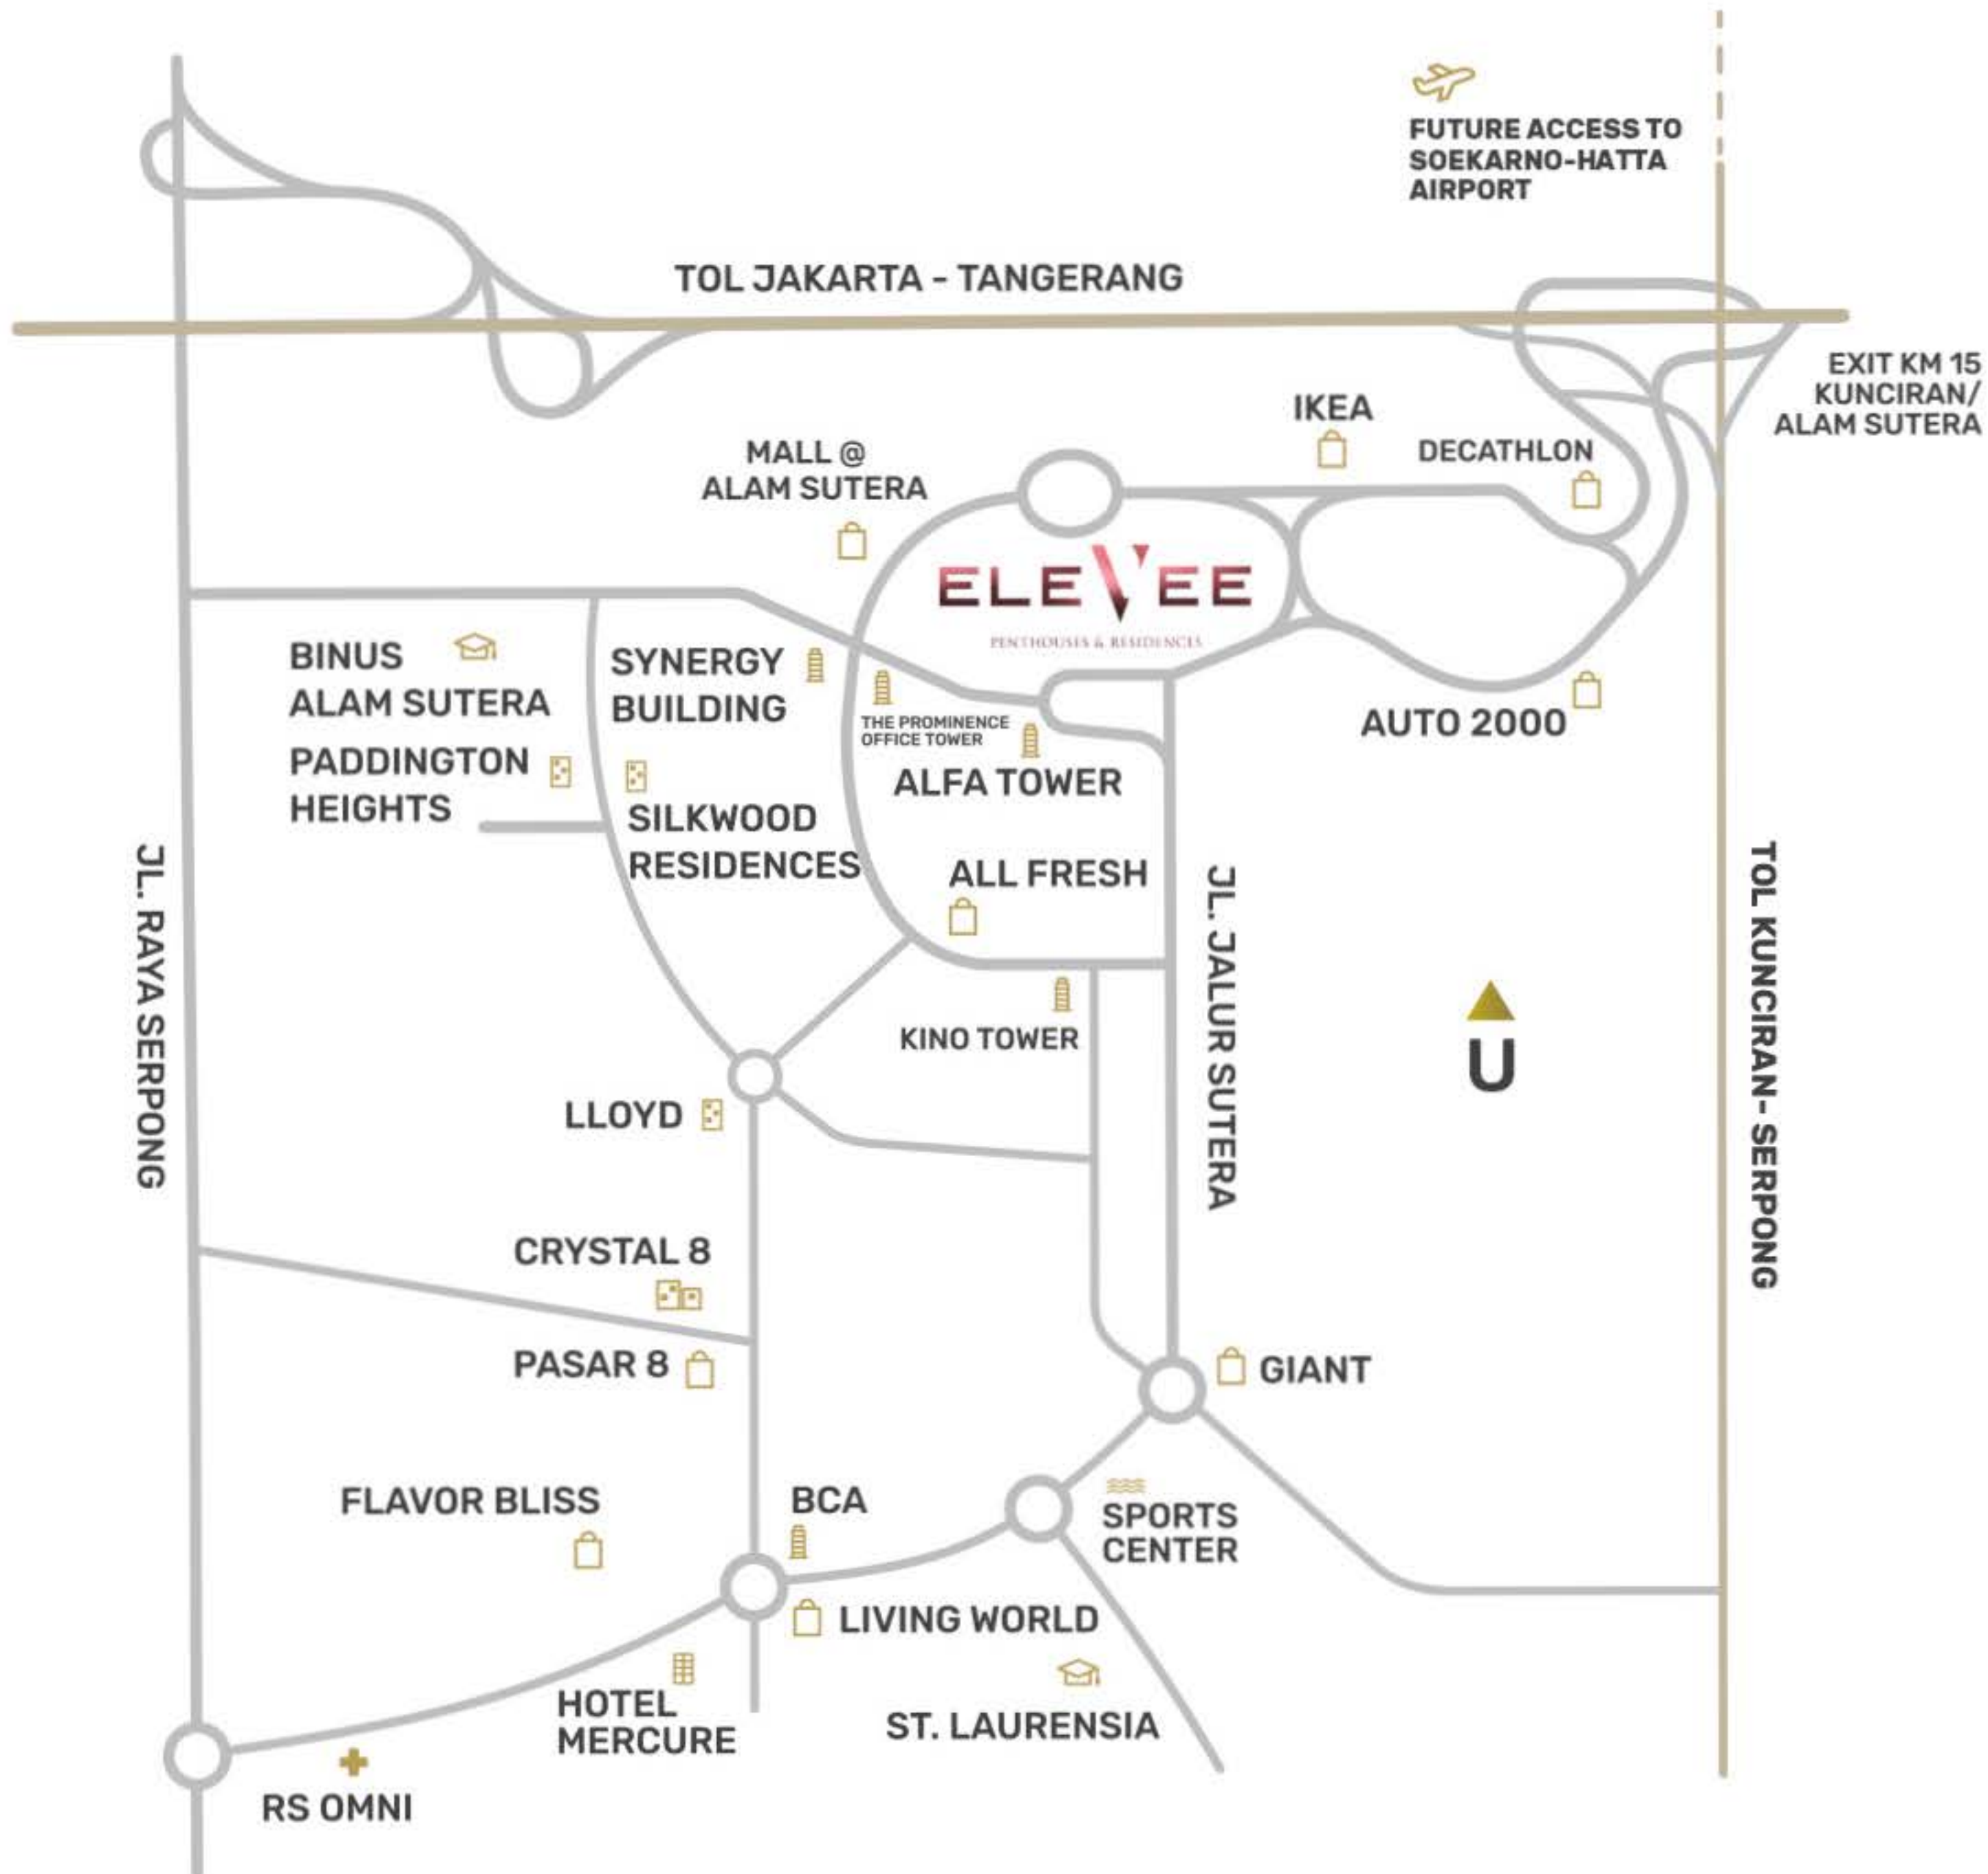 FUTURE ACCESS TO
SOEKARNO-HATTA
AIRPORT
TOL JAKARTA - TANGERANG
EXIT KM 15
KUNCIRAN/
ALAM SUTERA
IKEA
DECATHLON
MALL @
ALAM SUTERA
ELEVEE
PENTHOUSES & RESIDENCES
BINUS
ALAM SUTERA
SYNERGY
BUILDING
THE PROMINENCE
OFFICE TOWER
AUTO 2000
PADDINGTON
HEIGHTS
ALFA TOWER
SILKWOOD
RESIDENCES
ALL FRESH
JL. RAYA SERPONG
JL. JALUR SUTERA
TOL KUNCIRAN- SERPONG
KINO TOWER
U
LLOYD
CRYSTAL 8
PASAR 8
GIANT
FLAVOR BLISS
BCA
SPORTS
CENTER
LIVING WORLD
HOTEL
MERCURE
ST. LAURENSIA
RS OMNI